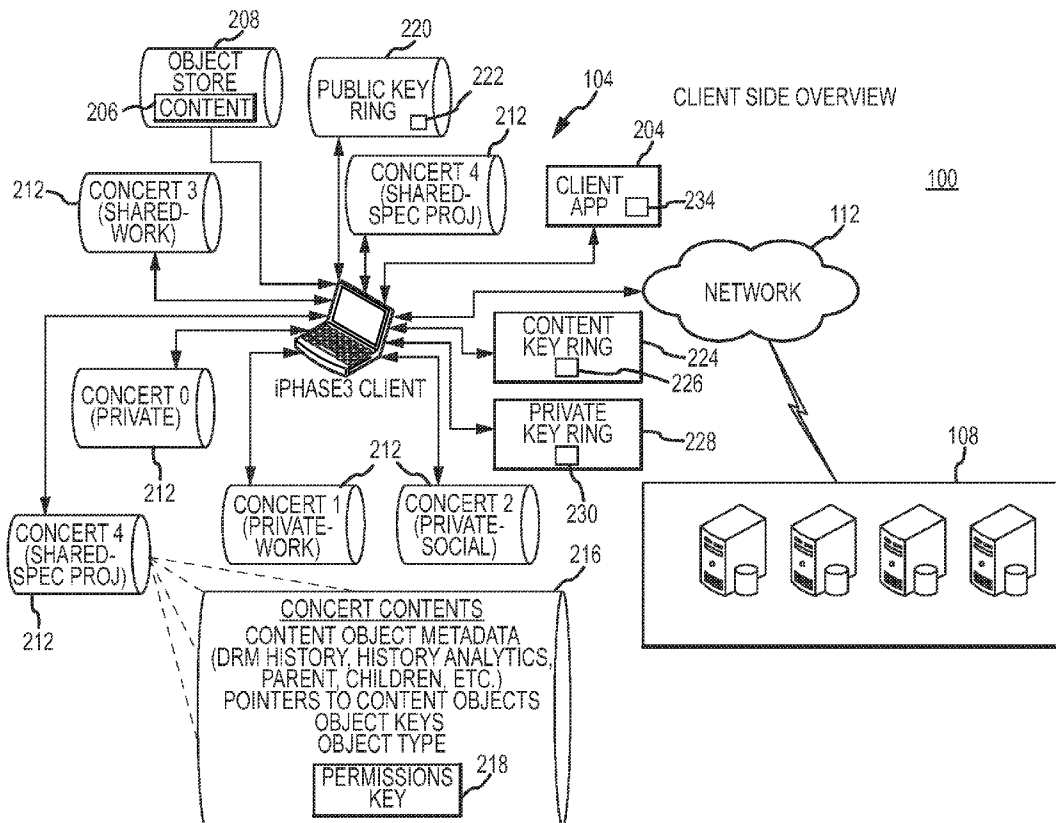 208
OBJECT
STORE
206
CONTENT
220
PUBLIC KEY
RING
222
104
CLIENT SIDE OVERVIEW
212
CONCERT 3
(SHARED-
WORK)
212
CONCERT 4
(SHARED-
SPEC PROJ)
204
CLIENT
APP
234
100
112
NETWORK
iPHASE3 CLIENT
CONTENT
KEY RING
224
226
PRIVATE
KEY RING
228
230
CONCERT 0
(PRIVATE)
212
108
CONCERT 4
(SHARED-
SPEC PROJ)
212
212
CONCERT 1
(PRIVATE-
WORK)
CONCERT 2
(PRIVATE-
SOCIAL)
216
CONCERT CONTENTS
CONTENT OBJECT METADATA
(DRM HISTORY, HISTORY ANALYTICS,
PARENT, CHILDREN, ETC.)
POINTERS TO CONTENT OBJECTS
OBJECT KEYS
OBJECT TYPE
PERMISSIONS
KEY
218